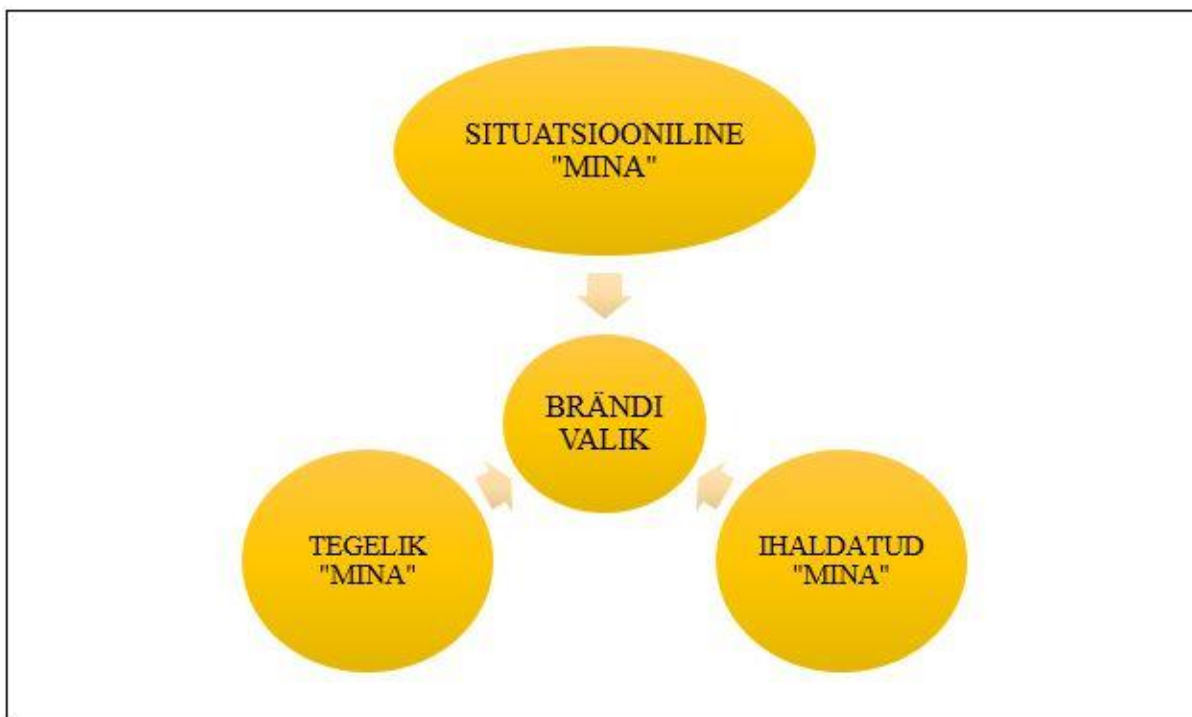 SITUATSIOONILINE
"MINA"
BRÄNDI
VALIK
TEGELIK
"MINA"
IHALDATUD
"MINA"